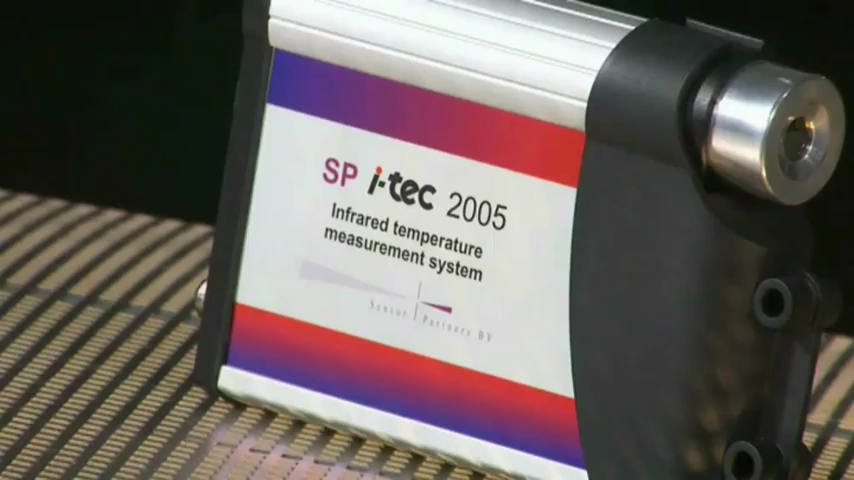 SP i-tec 2005
Infrared temperature
measurement system
Sensor Partners BV